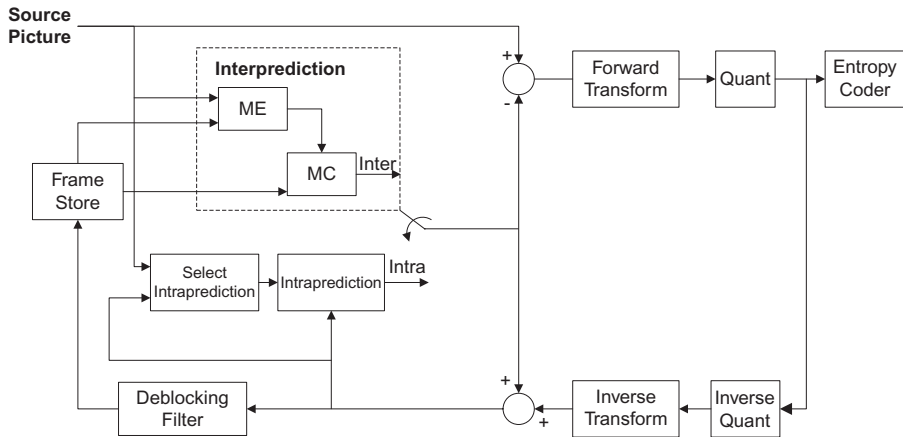 Source
Picture
Interprediction
ME
MC
Inter
Frame
Store
+
-
Forward
Transform
Quant
Entropy
Coder
Select
Intraprediction
Intraprediction
Intra
Deblocking
Filter
+
+
Inverse
Transform
Inverse
Quant